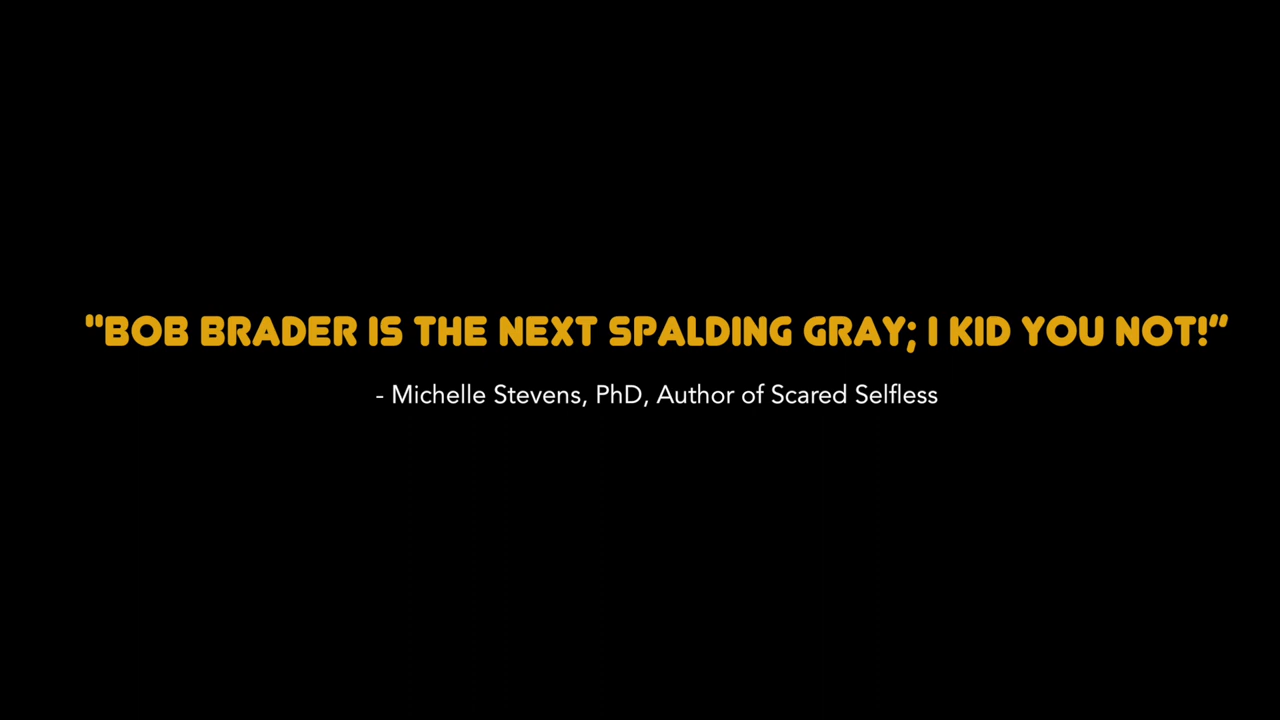 "BOB BRADER IS THE NEXT SPALDING GRAY; I KID YOU NOT!”
- Michelle Stevens, PhD, Author of Scared Selfless